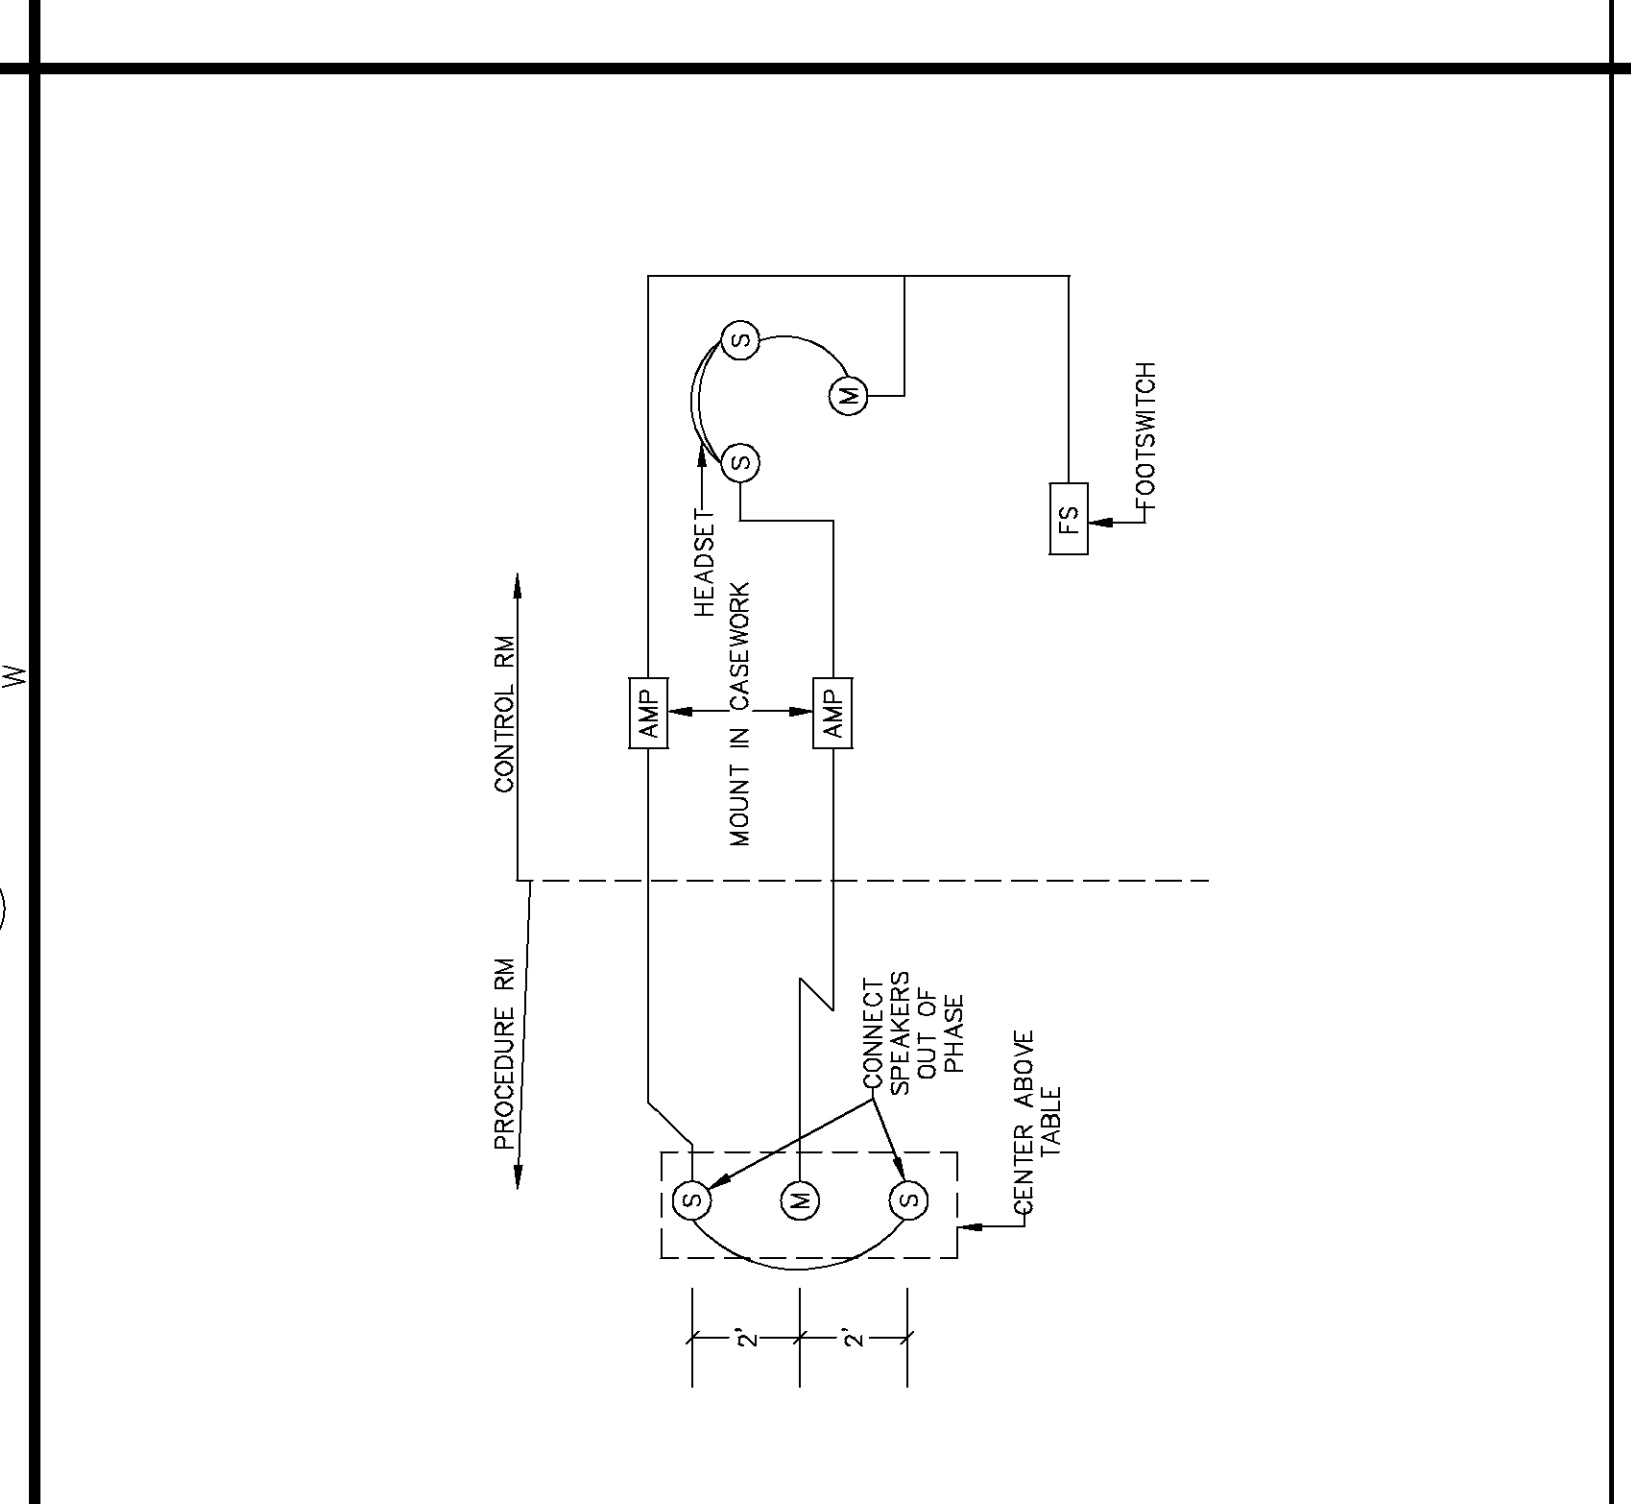 W
PROCEDURE RM
CONTROL RM
AMP
HEADSET
S
S
M
MOUNT IN CASEWORK
AMP
FS
FOOTSWITCH
S
M
S
CONNECT
SPEAKERS
OUT OF
PHASE
CENTER ABOVE
TABLE
2'
2'